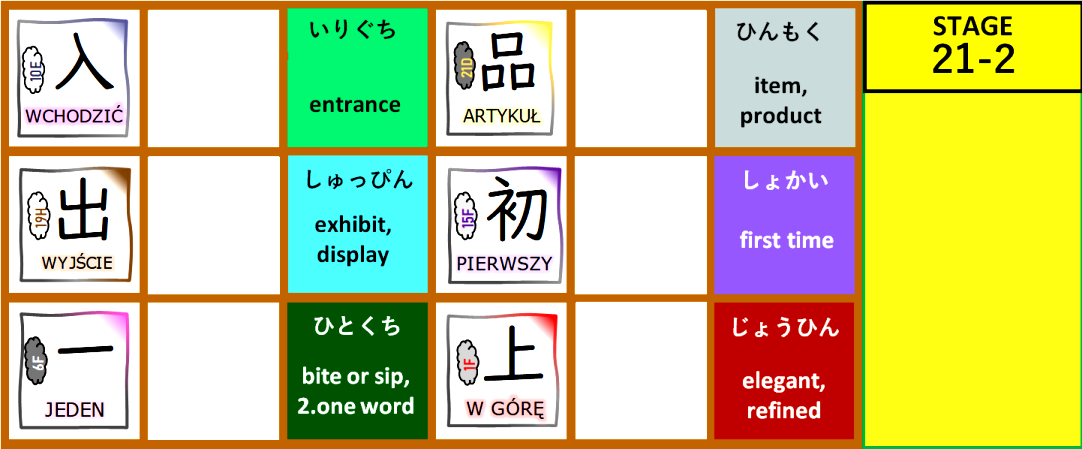 10E
入
WCHODZIĆ
いりぐち
entrance
21D
品
ARTYKUŁ
ひんもく
item,
product
STAGE
21-2
19H
出
WYJŚCIE
しゅっぴん
exhibit,
display
15F
初
PIERWSZY
しょかい
first time
6F
一
JEDEN
ひとくち
bite or sip,
2.one word
1F
上
W GÓRĘ
じょうひん
elegant,
refined